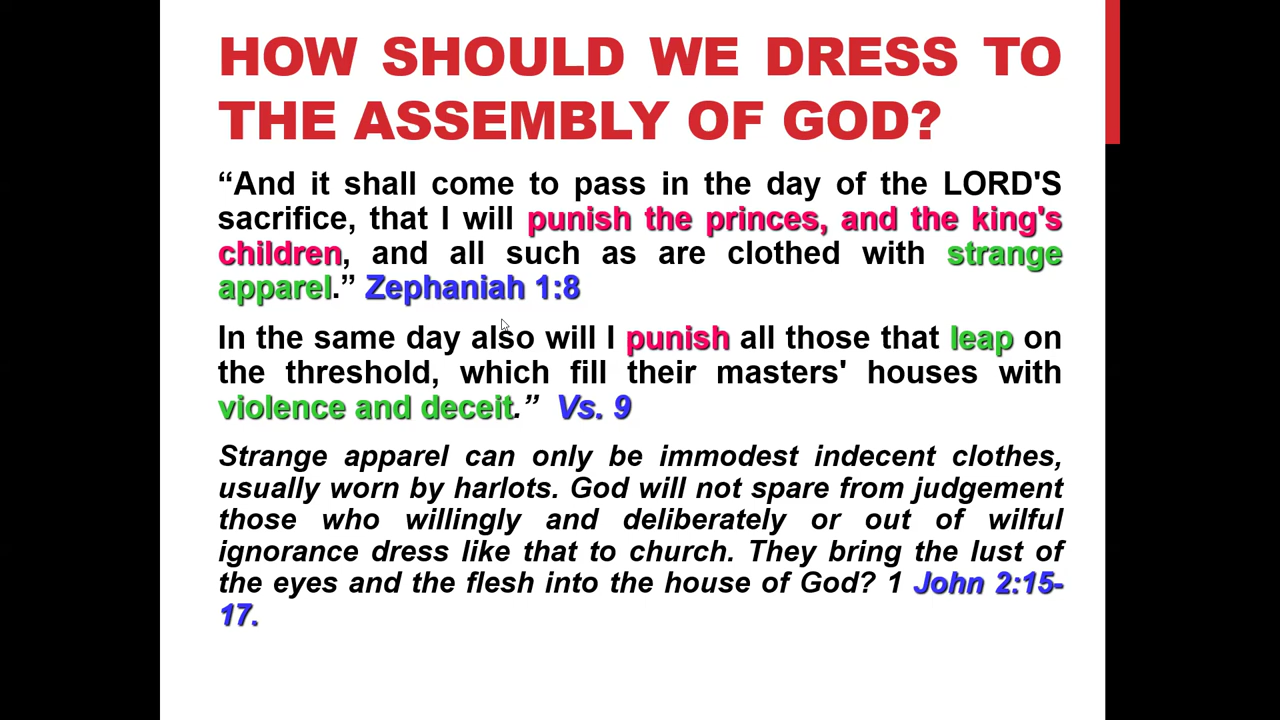 HOW SHOULD WE DRESS TO
THE ASSEMBLY OF GOD?
“And it shall come to pass in the day of the LORD'S
sacrifice, that I will punish the princes, and the king's
children, and all such as are clothed with strange
apparel.” Zephaniah 1:8
In the same day also will I punish all those that leap on
the threshold, which fill their masters' houses with
violence and deceit.” Vs. 9
Strange apparel can only be immodest indecent clothes,
usually worn by harlots. God will not spare from judgement
those who willingly and deliberately or out of wilful
ignorance dress like that to church. They bring the lust of
the eyes and the flesh into the house of God? 1 John 2:15-
17.